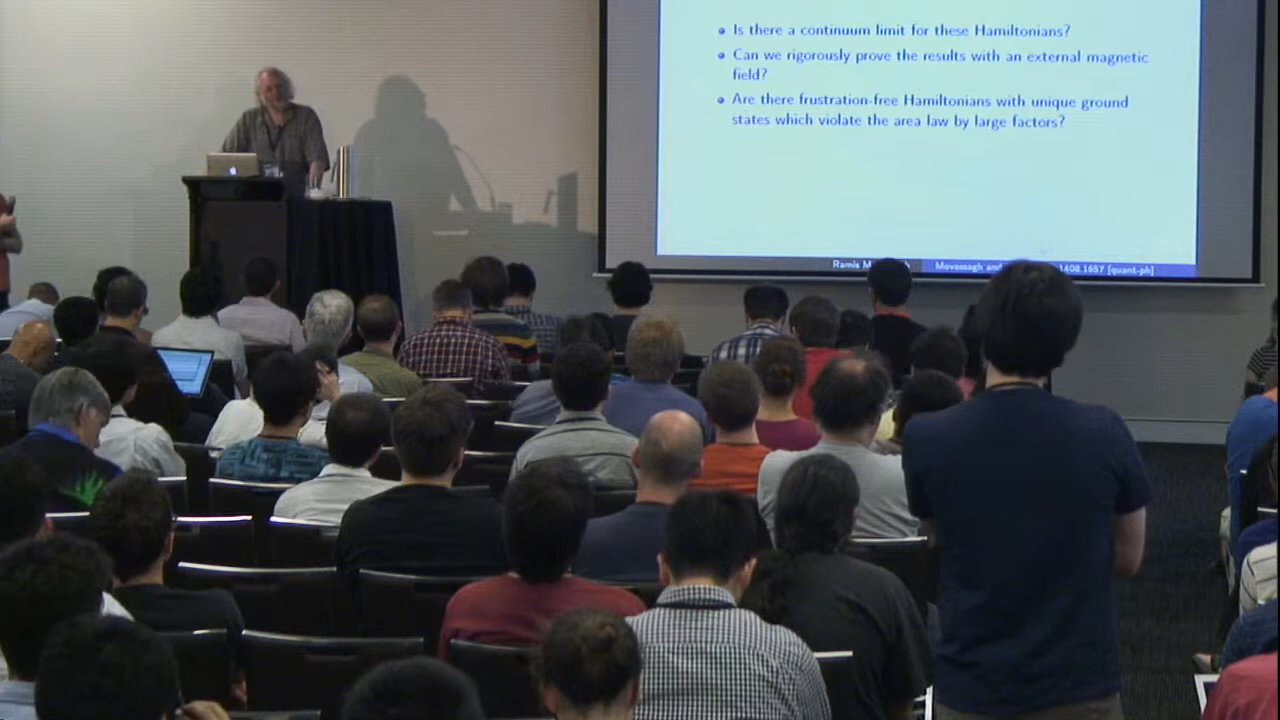 Is there a continuum limit for these Hamiltonians?
Can we rigorously prove the results with an external magnetic
field?
Are there frustration-free Hamiltonians with unique ground
states which violate the area law by large factors?
Ramis
Movassagh and 1408.1657 [quant-ph]